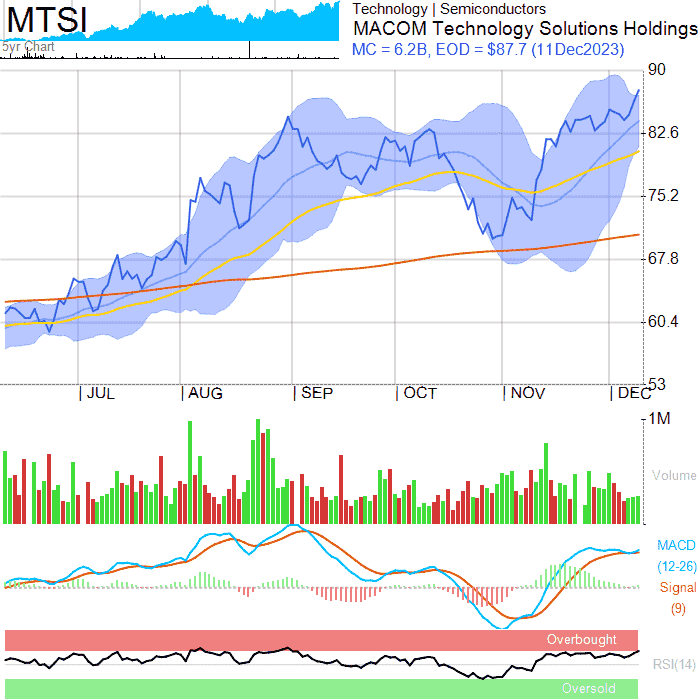 MTSI
5yr Chart
Technology | Semiconductors
MACOM Technology Solutions Holdings
MC = 6.2B, EOD = $87.7 (11Dec2023)
90
82.6
75.2
67.8
60.4
53
| JUL | AUG | SEP | OCT | NOV | DEC
1M
Volume
MACD
(12-26)
Signal
(9)
Overbought
RSI(14)
Oversold